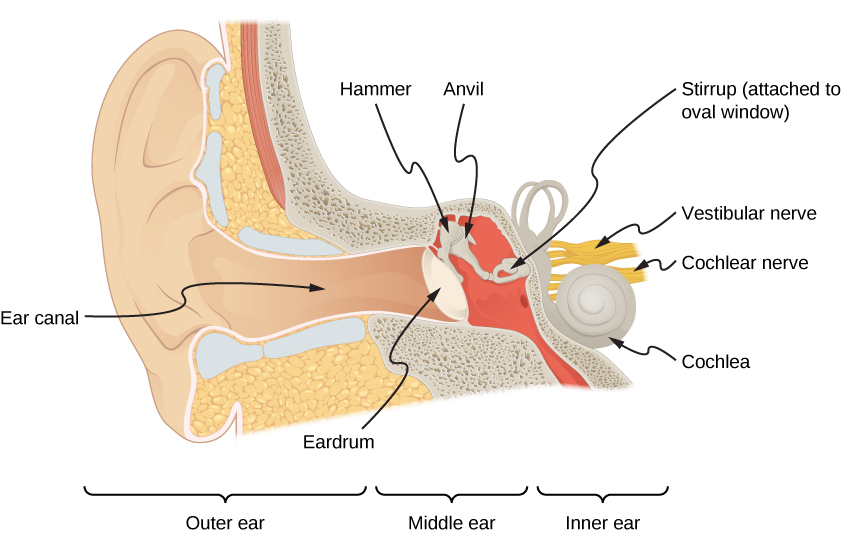 Hammer
Anvil
Stirrup (attached to
oval window)
Vestibular nerve
Cochlear nerve
Ear canal
Cochlea
Eardrum
Outer ear
Middle ear
Inner ear